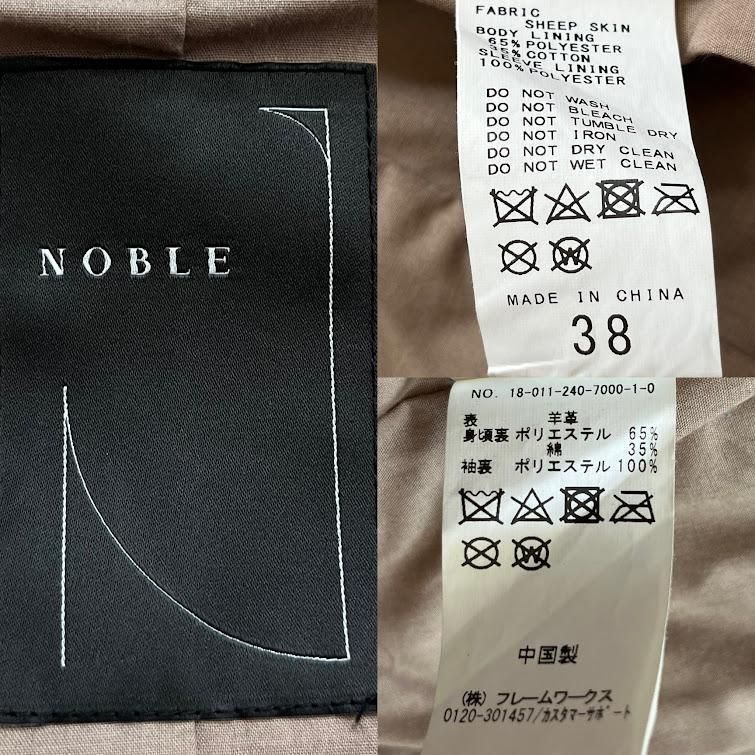 NOBLE
FABRIC
SHEEP SKIN
BODY LINING
65% POLYESTER
35% COTTON
SLEEVE LINING
100% POLYESTER
DO NOT WASH
DO NOT BLEACH
DO NOT TUMBLE DRY
DO NOT IRON
DO NOT DRY CLEAN
DO NOT WET CLEAN
W
MADE IN CHINA
38
NO. 18-011-240-7000-1-0
表 羊革
身頃裏 ポリエステル 65%
綿 35%
袖裏 ポリエステル 100%
W
中国製
(株) フレームワークス
0120-301457/カスタマーサポート